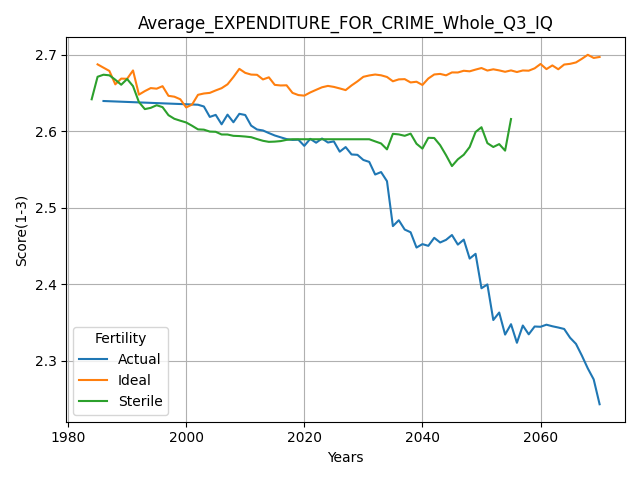 Average_EXPENDITURE_FOR_CRIME_Whole_Q3_IQ
2.7
2.6
2.5
2.4
2.3
Score(1-3)
Fertility
Actual
Ideal
Sterile
1980
2000
2020
2040
2060
Years